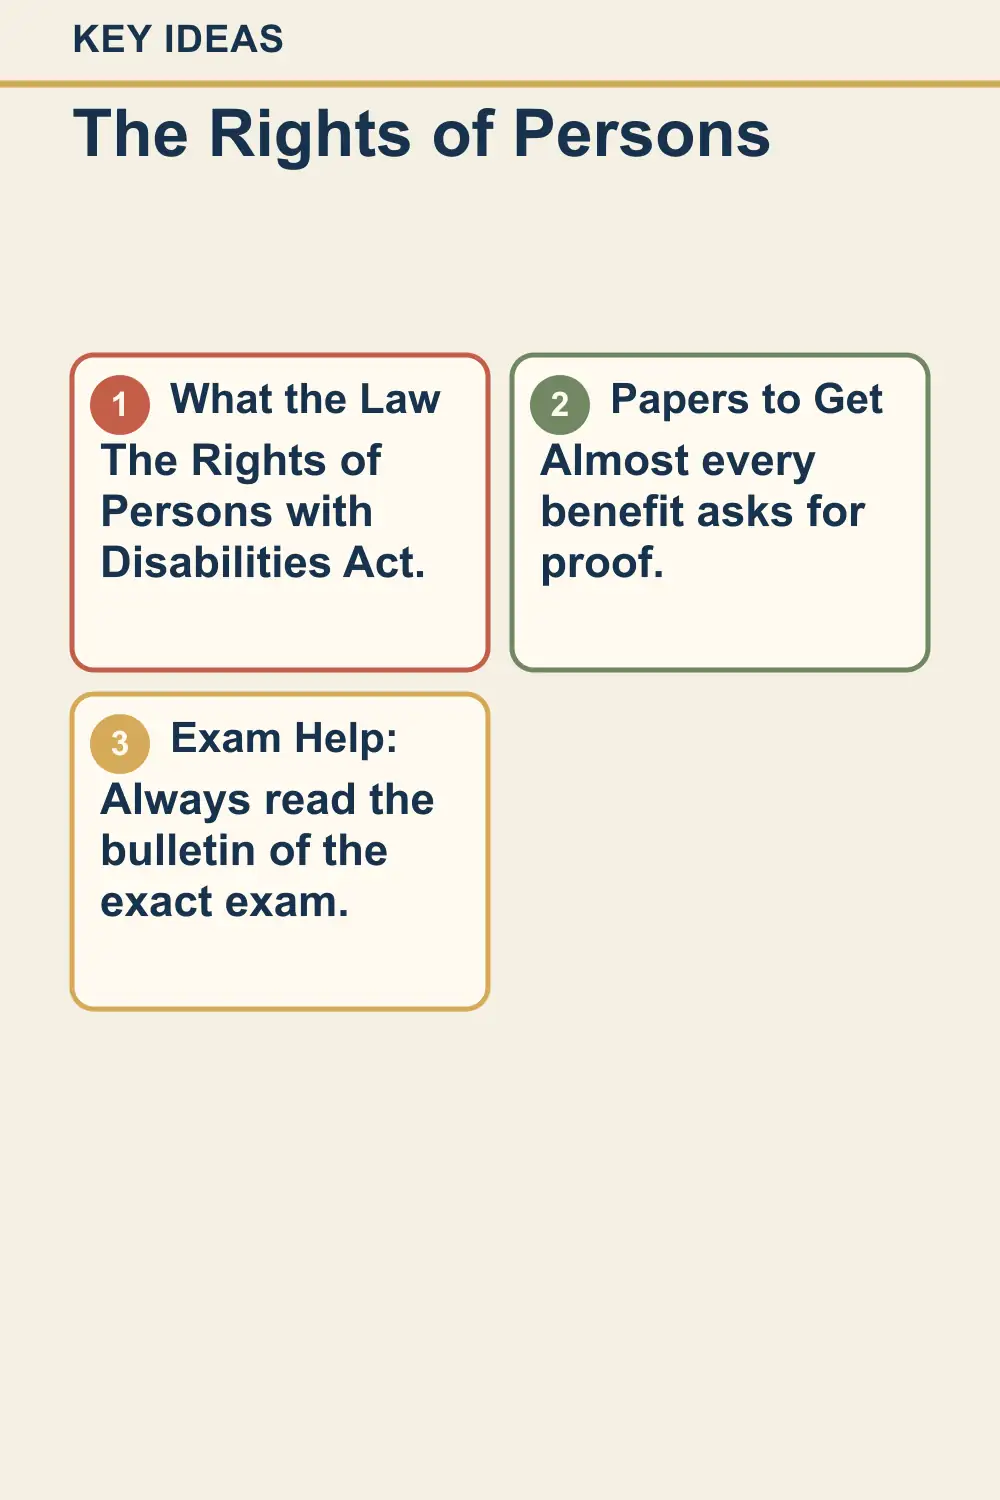 KEY IDEAS
The Rights of Persons
1 What the Law
The Rights of
Persons with
Disabilities Act.
2 Papers to Get
Almost every
benefit asks for
proof.
3 Exam Help:
Always read the
bulletin of the
exact exam.